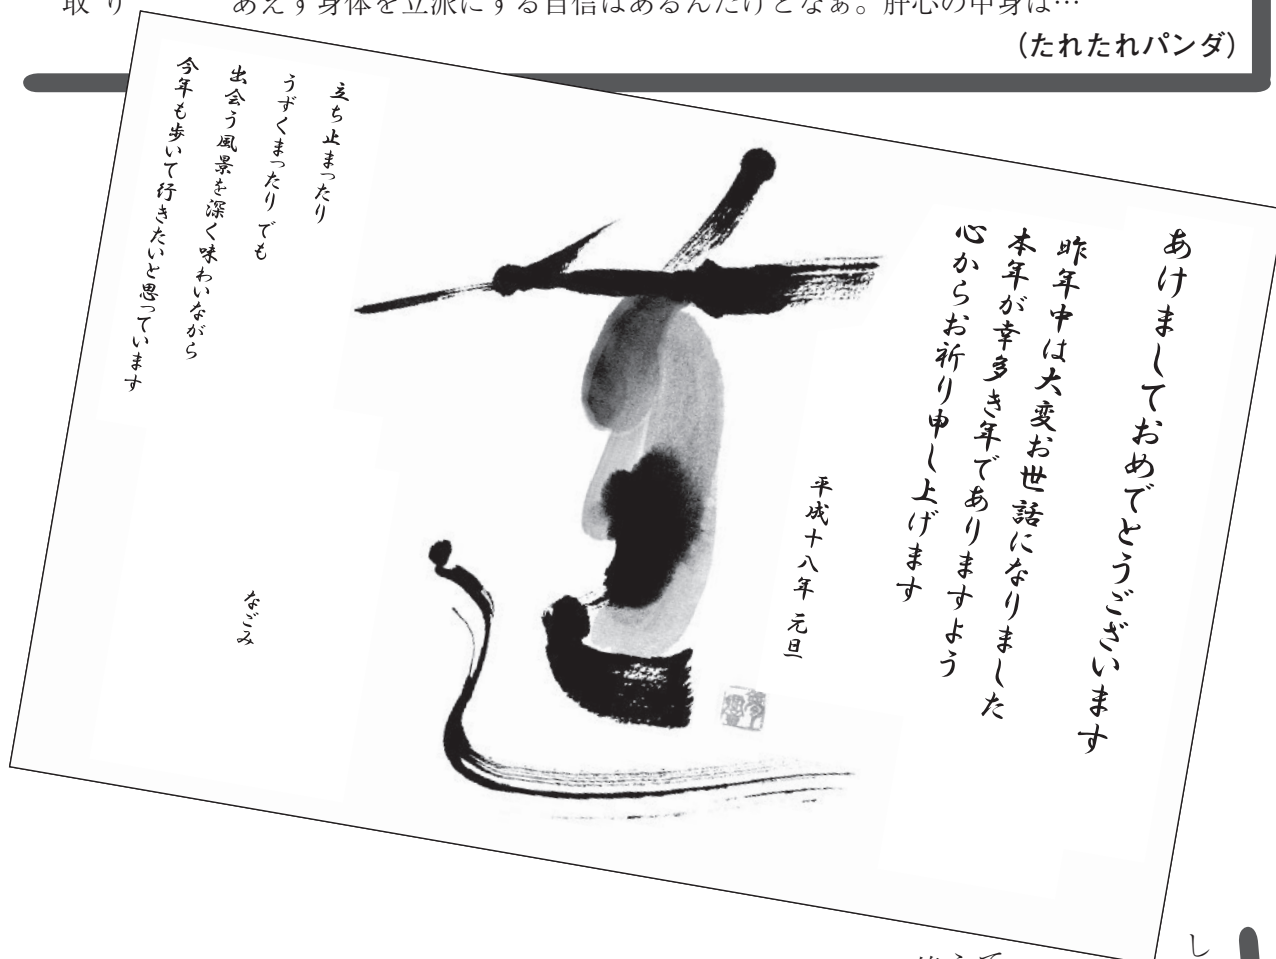 取り
あえず身体を立派にする自信はあるんだけどなぁ。肝心の中身は…
(たれたれパンダ)
あけましておめでとうございます
昨年中は大変お世話になりました
本年が幸多き年でありますよう
心からお祈り申し上げます
平成十八年 元旦
立ち止まったり
うずくまったり でも
出会う風景を深く味わいながら
今年も歩いて行きたいと思っています
なごみ
し